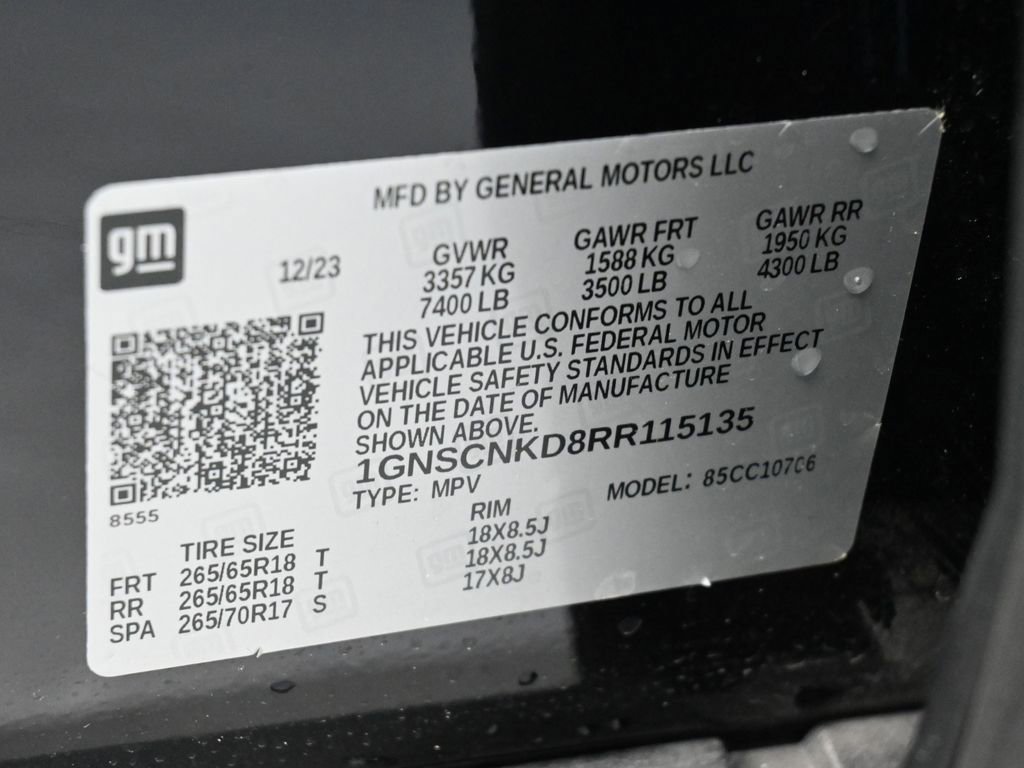 MFD BY GENERAL MOTORS LLC
gm
12/23
GVWR
3357 KG
7400 LB
GAWR FRT
1588 KG
3500 LB
GAWR RR
1950 KG
4300 LB
THIS VEHICLE CONFORMS TO ALL
APPLICABLE U.S. FEDERAL MOTOR
VEHICLE SAFETY STANDARDS IN EFFECT
ON THE DATE OF MANUFACTURE
SHOWN ABOVE.
1GNSCNKD8RR115135
TYPE: MPV MODEL: 85CC10706
8555
TIRE SIZE RIM
FRT 265/65R18 T 18X8.5J
RR 265/65R18 T 18X8.5J
SPA 265/70R17 S 17X8J